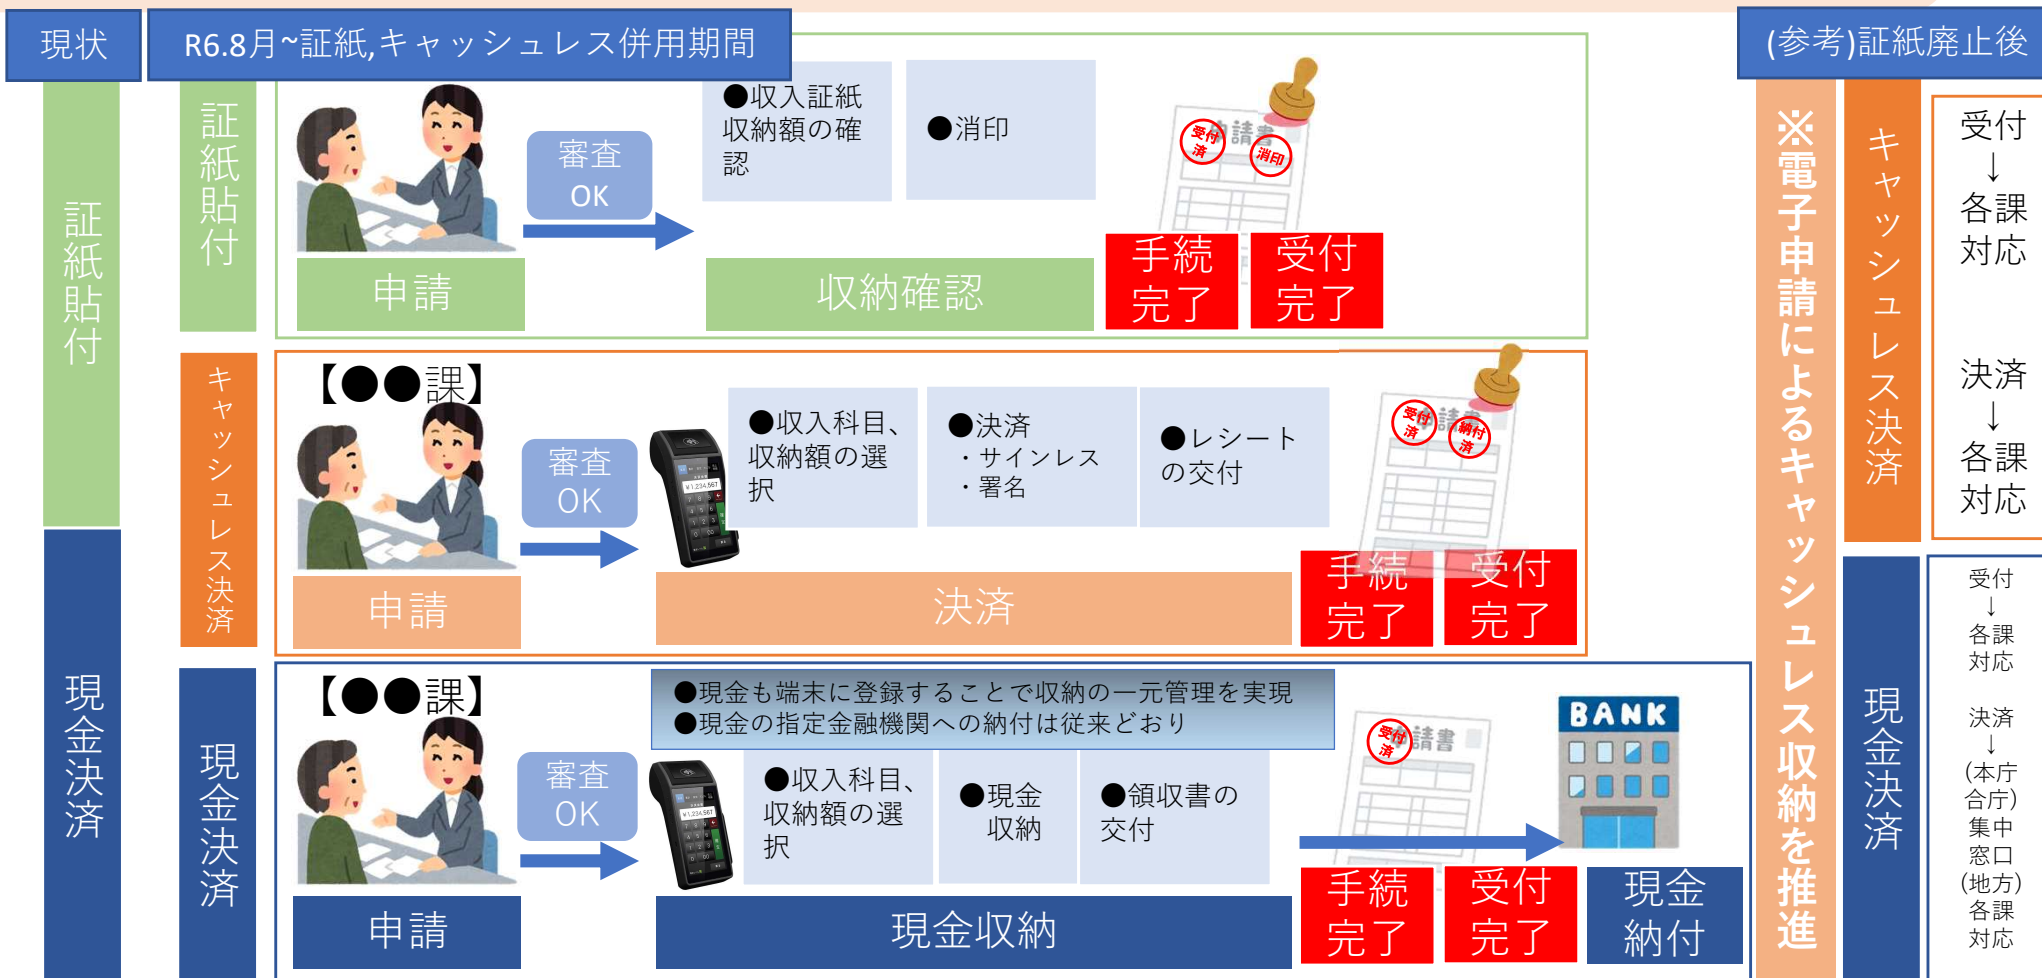 現状
R6.8月~証紙,キャッシュレス併用期間
(参考)証紙廃止後
証紙貼付
現金決済
証紙貼付
審査
OK
●収入証紙
収納額の確
認
●消印
申請書
受付
済
消印
申請
収納確認
手続
完了
受付
完了
キャッシュレス決済
【●●課】
審査
OK
¥1,234,567
●収入科目、
収納額の選
択
●決済
・サインレス
・署名
●レシート
の交付
申請書
受付
済
納付
済
申請
決済
手続
完了
受付
完了
現金決済
【●●課】
●現金も端末に登録することで収納の一元管理を実現
●現金の指定金融機関への納付は従来どおり
審査
OK
¥1,234,567
●収入科目、
収納額の選
択
●現金
収納
●領収書の
交付
申請書
受付
済
BANK
申請
現金収納
手続
完了
受付
完了
現金
納付
※電子申請によるキャッシュレス収納を推進
キャッシュレス決済
受付
↓
各課
対応
決済
↓
各課
対応
現金決済
受付
↓
各課
対応
決済
↓
(本庁
合庁)
集中
窓口
(地方)
各課
対応